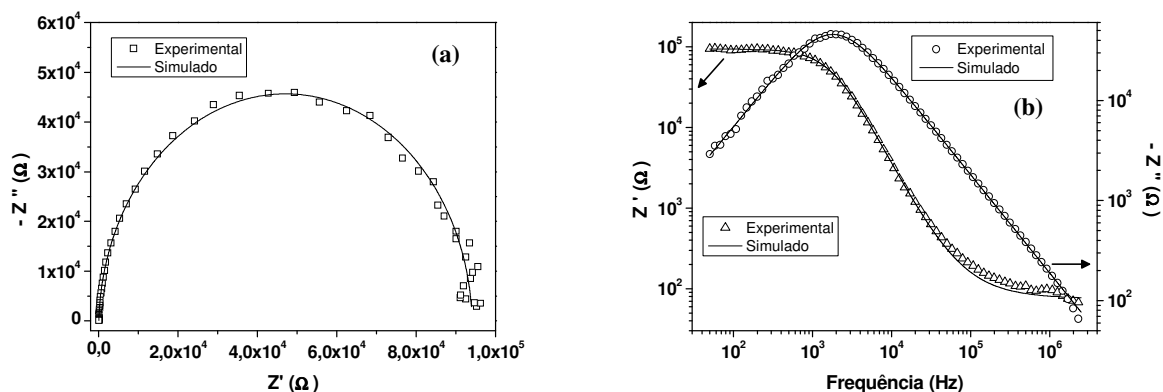 -6x10⁴
(a)
Experimental
Simulado
-5x10⁴
-4x10⁴
-3x10⁴
-2x10⁴
-1x10⁴
0
- Z'' (Ω)
0,0
2,0x10⁴
4,0x10⁴
6,0x10⁴
8,0x10⁴
1,0x10⁵
Z' (Ω)
Experimental
Simulado
(b)
10⁵
10⁴
10³
10²
Z' (Ω)
Experimental
Simulado
10⁴
10³
10²
- Z'' (Ω)
10²
10³
10⁴
10⁵
10⁶
Frequência (Hz)